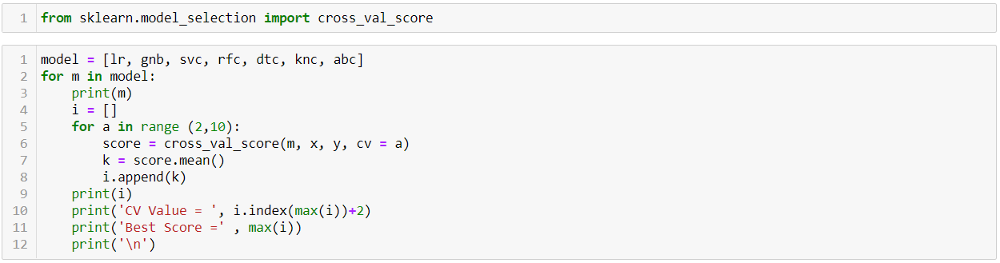 1 from sklearn.model_selection import cross_val_score
1 model = [lr, gnb, svc, rfc, dtc, knc, abc]
2 for m in model:
3     print(m)
4     i = []
5     for a in range (2,10):
6         score = cross_val_score(m, x, y, cv = a)
7         k = score.mean()
8         i.append(k)
9     print(i)
10     print('CV Value = ', i.index(max(i))+2)
11     print('Best Score =' , max(i))
12     print('\n')